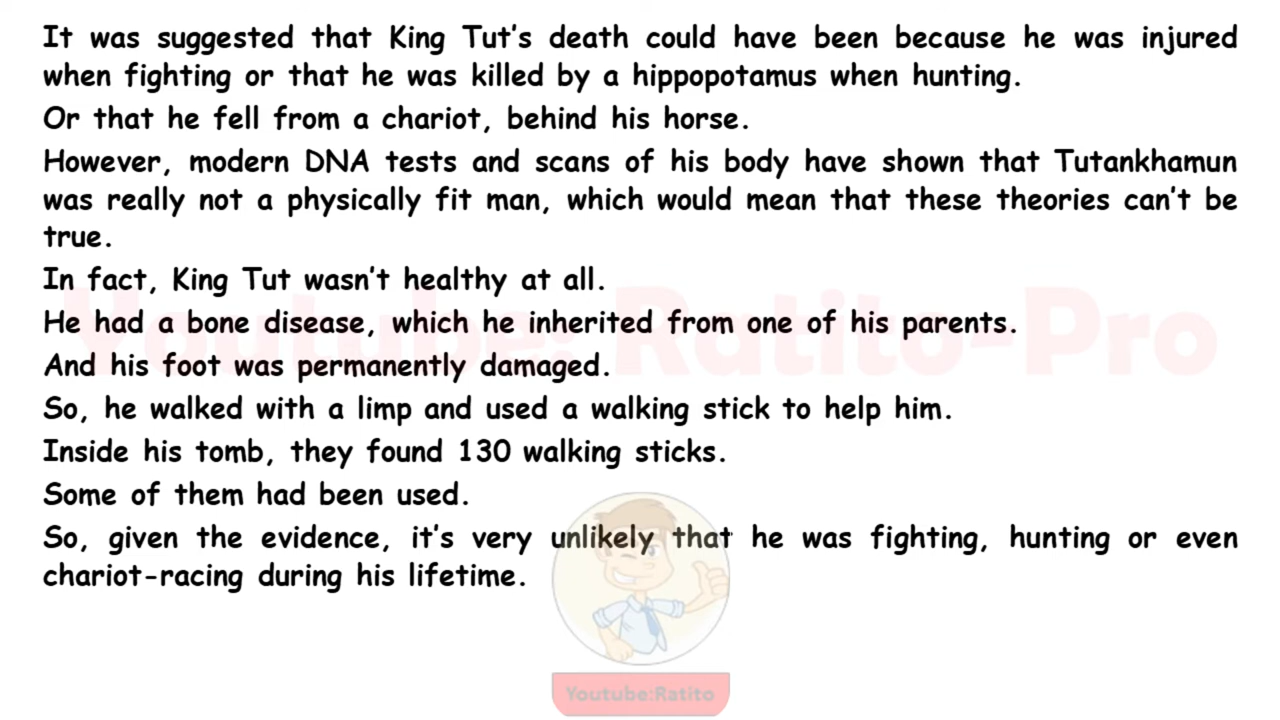 It was suggested that King Tut's death could have been because he was injured
when fighting or that he was killed by a hippopotamus when hunting.
Or that he fell from a chariot, behind his horse.
However, modern DNA tests and scans of his body have shown that Tutankhamun
was really not a physically fit man, which would mean that these theories can't be
true.
In fact, King Tut wasn't healthy at all.
He had a bone disease, which he inherited from one of his parents.
Youtube: Ratito-Pro
And his foot was permanently damaged.
So, he walked with a limp and used a walking stick to help him.
Inside his tomb, they found 130 walking sticks.
Some of them had been used.
So, given the evidence, it's very unlikely that he was fighting, hunting or even
chariot-racing during his lifetime.
Youtube:Ratito